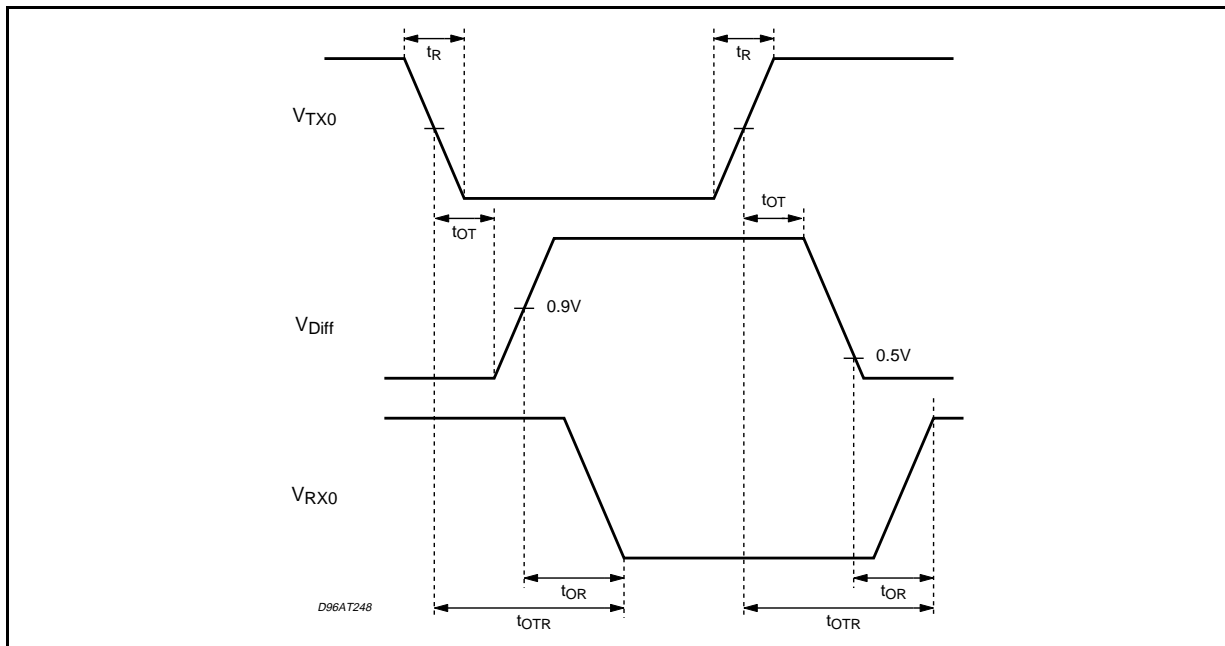 tR
tR
VTX0
tOT
tOT
0.9V
VDiff
0.5V
VRX0
tOR
tOR
D96AT248
tOTR
tOTR